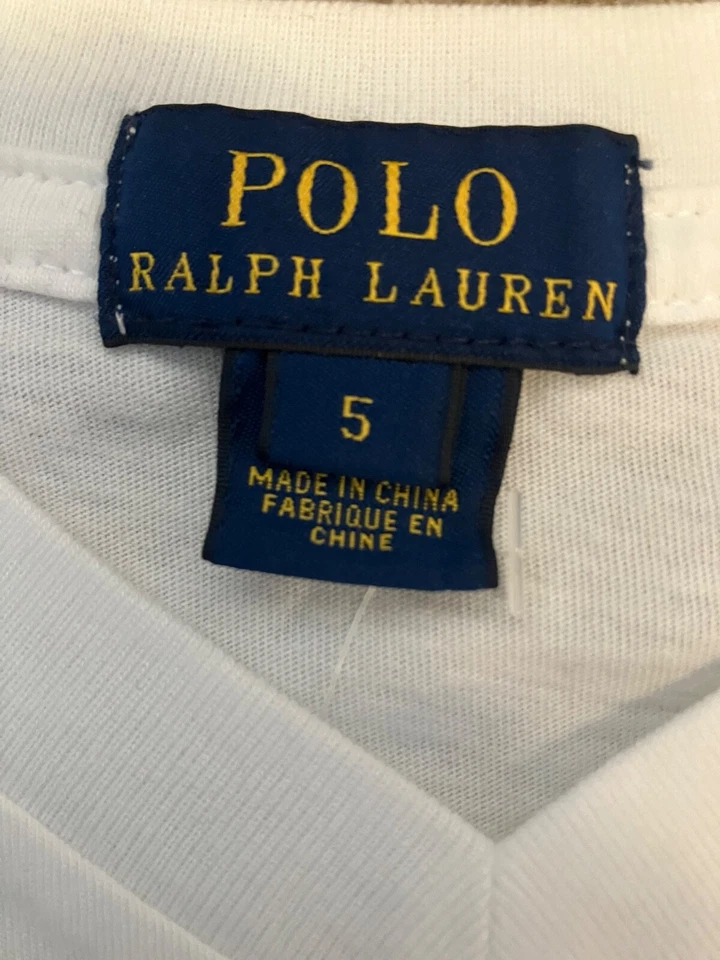 POLO
RALPH LAUREN
5
MADE IN CHINA
FABRIQUE EN
CHINE